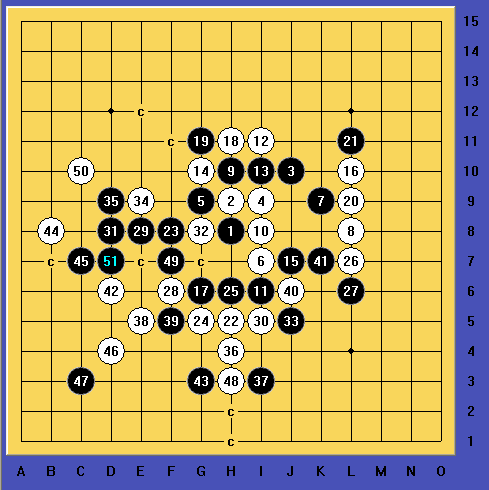 15
14
13
c 12
c 19 18 12 21 11
50 14 9 13 3 16 10
35 34 5 2 4 7 20 9
44 31 29 23 32 1 10 8 8
c 45 51 c 49 c 6 15 41 26 7
42 28 17 25 11 40 27 6
38 39 24 22 30 33 5
46 36 4
47 43 48 37 3
c 2
c 1
A B C D E F G H I J K L M N O